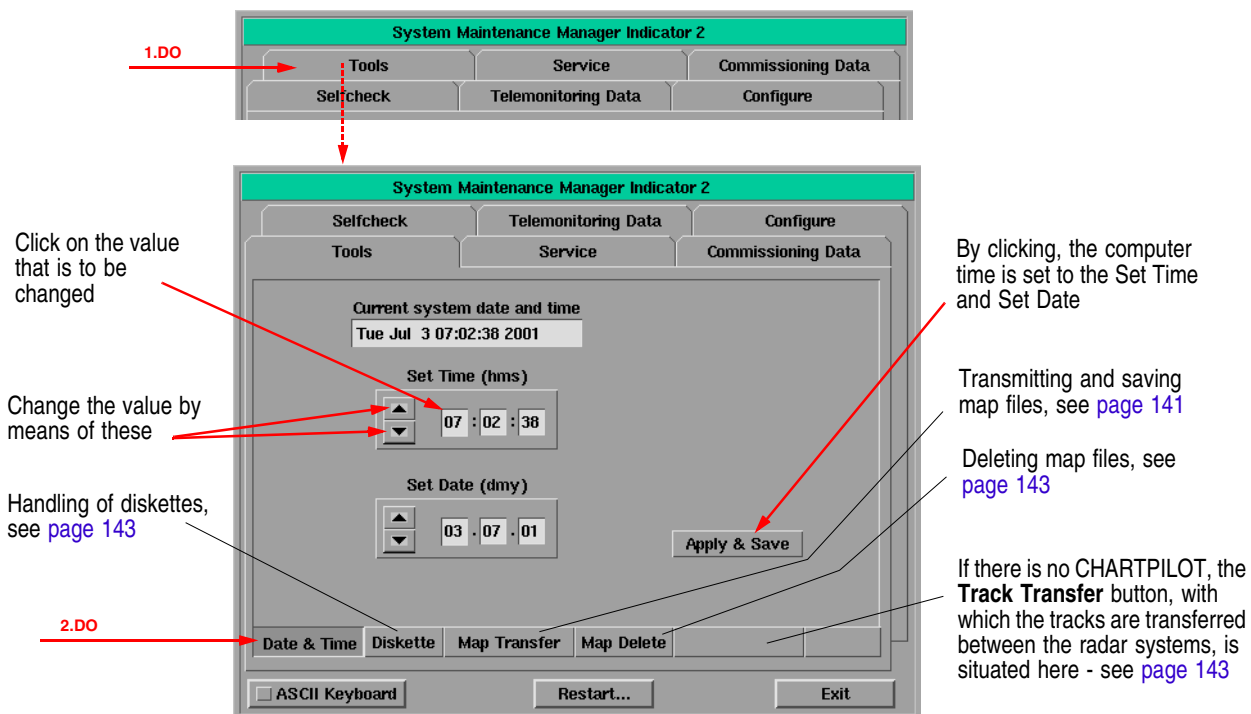 System Maintenance Manager Indicator 2
1.DO
Tools Service Commissioning Data
Selfcheck Telemonitoring Data Configure
System Maintenance Manager Indicator 2
Selfcheck Telemonitoring Data Configure
Tools Service Commissioning Data
Click on the value
that is to be
changed
By clicking, the computer
time is set to the Set Time
and Set Date
Current system date and time
Tue Jul 3 07:02:38 2001
Set Time (hms)
07 : 02 : 38
Change the value by
means of these
Transmitting and saving
map files, see page 141
Deleting map files, see
page 143
Set Date (dmy)
03 . 07 . 01
Handling of diskettes,
see page 143
Apply & Save
If there is no CHARTPILOT, the
Track Transfer button, with
which the tracks are transferred
between the radar systems, is
situated here - see page 143
2.DO
Date & Time Diskette Map Transfer Map Delete
ASCII Keyboard Restart... Exit